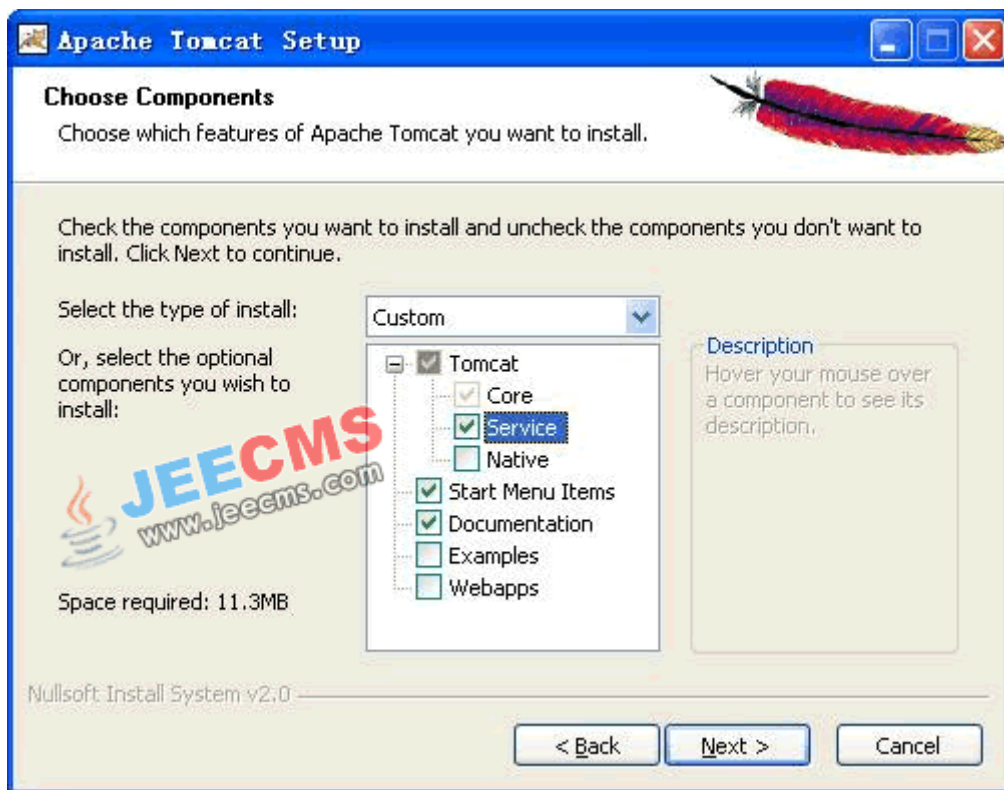 Apache Tomcat Setup
Choose Components
Choose which features of Apache Tomcat you want to install.
Check the components you want to install and uncheck the components you don't want to
install. Click Next to continue.
Select the type of install:
Custom
Or, select the optional
components you wish to
install:
Tomcat
Core
Service
Native
Start Menu Items
Documentation
Examples
Webapps
Description
Hover your mouse over
a component to see its
description.
JEECMS
www.jeecms.com
Space required: 11.3MB
Nullsoft Install System v2.0
< Back
Next >
Cancel